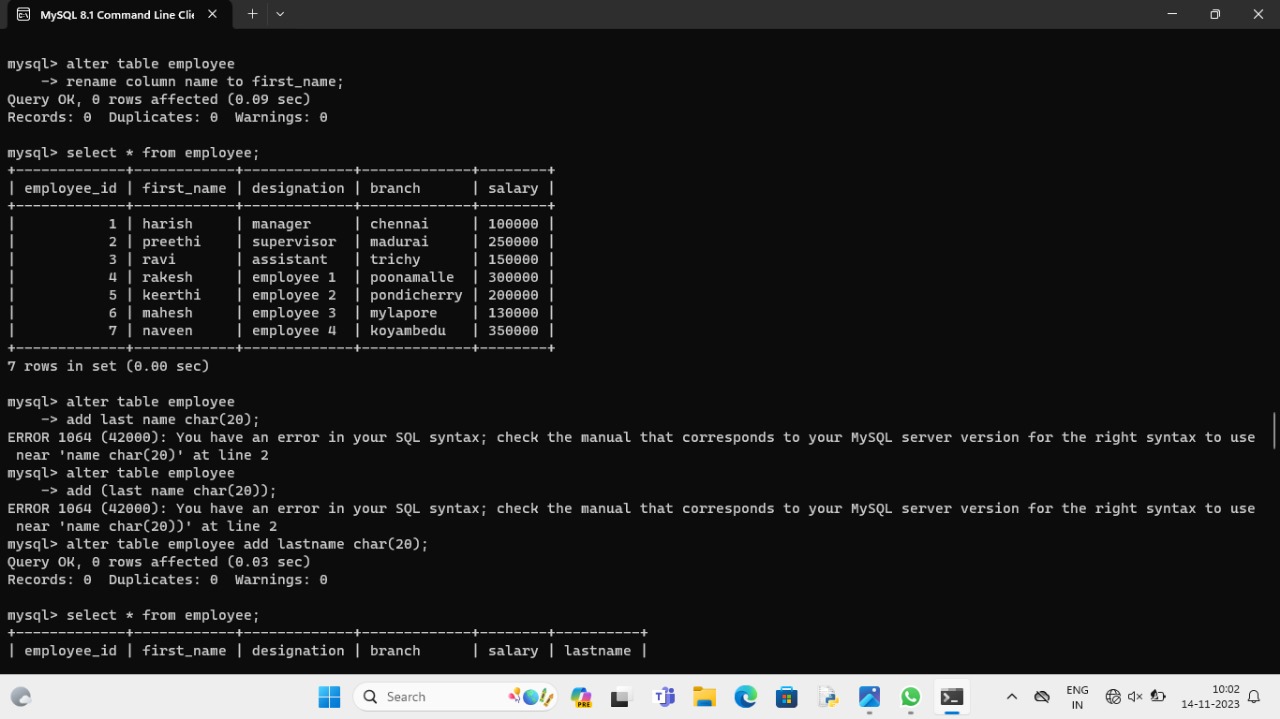 MySQL 8.1 Command Line Clie
mysql> alter table employee
    -> rename column name to first_name;
Query OK, 0 rows affected (0.09 sec)
Records: 0  Duplicates: 0  Warnings: 0
mysql> select * from employee;
+-------------+------------+-------------+-------------+--------+
| employee_id | first_name | designation | branch      | salary |
+-------------+------------+-------------+-------------+--------+
|           1 | harish     | manager     | chennai     | 100000 |
|           2 | preethi    | supervisor  | madurai     | 250000 |
|           3 | ravi       | assistant   | trichy      | 150000 |
|           4 | rakesh     | employee 1  | poonamalle  | 300000 |
|           5 | keerthi    | employee 2  | pondicherry | 200000 |
|           6 | mahesh     | employee 3  | mylapore    | 130000 |
|           7 | naveen     | employee 4  | koyambedu   | 350000 |
+-------------+------------+-------------+-------------+--------+
7 rows in set (0.00 sec)
mysql> alter table employee
    -> add last name char(20);
ERROR 1064 (42000): You have an error in your SQL syntax; check the manual that corresponds to your MySQL server version for the right syntax to use
 near 'name char(20)' at line 2
mysql> alter table employee
    -> add (last name char(20));
ERROR 1064 (42000): You have an error in your SQL syntax; check the manual that corresponds to your MySQL server version for the right syntax to use
 near 'name char(20))' at line 2
mysql> alter table employee add lastname char(20);
Query OK, 0 rows affected (0.03 sec)
Records: 0  Duplicates: 0  Warnings: 0
mysql> select * from employee;
+-------------+------------+-------------+-------------+--------+----------+
| employee_id | first_name | designation | branch      | salary | lastname |
Search
PRE
ENG
IN
10:02
14-11-2023